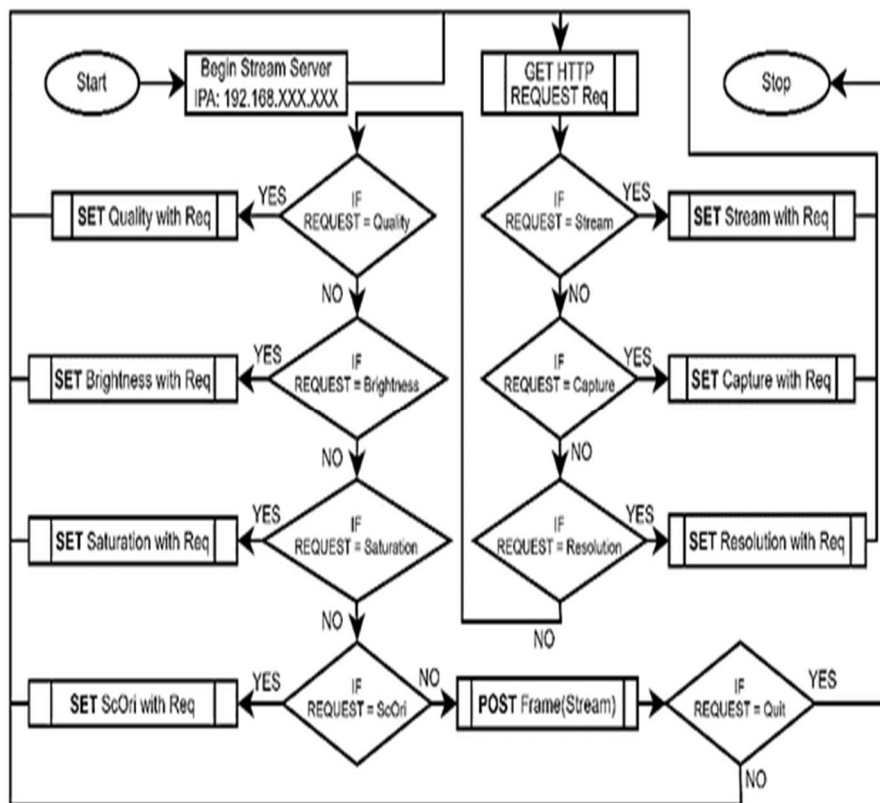 Start
Begin Stream Server
IPA: 192.168.XXX.XXX
GET HTTP
REQUEST Req
Stop
IF
REQUEST = Stream
YES
SET Stream with Req
NO
IF
REQUEST = Capture
YES
SET Capture with Req
NO
IF
REQUEST = Resolution
YES
SET Resolution with Req
NO
IF
REQUEST = Quality
YES
SET Quality with Req
NO
IF
REQUEST = Brightness
YES
SET Brightness with Req
NO
IF
REQUEST = Saturation
YES
SET Saturation with Req
NO
IF
REQUEST = ScOri
YES
SET ScOri with Req
NO
POST Frame(Stream)
IF
REQUEST = Quit
YES
NO